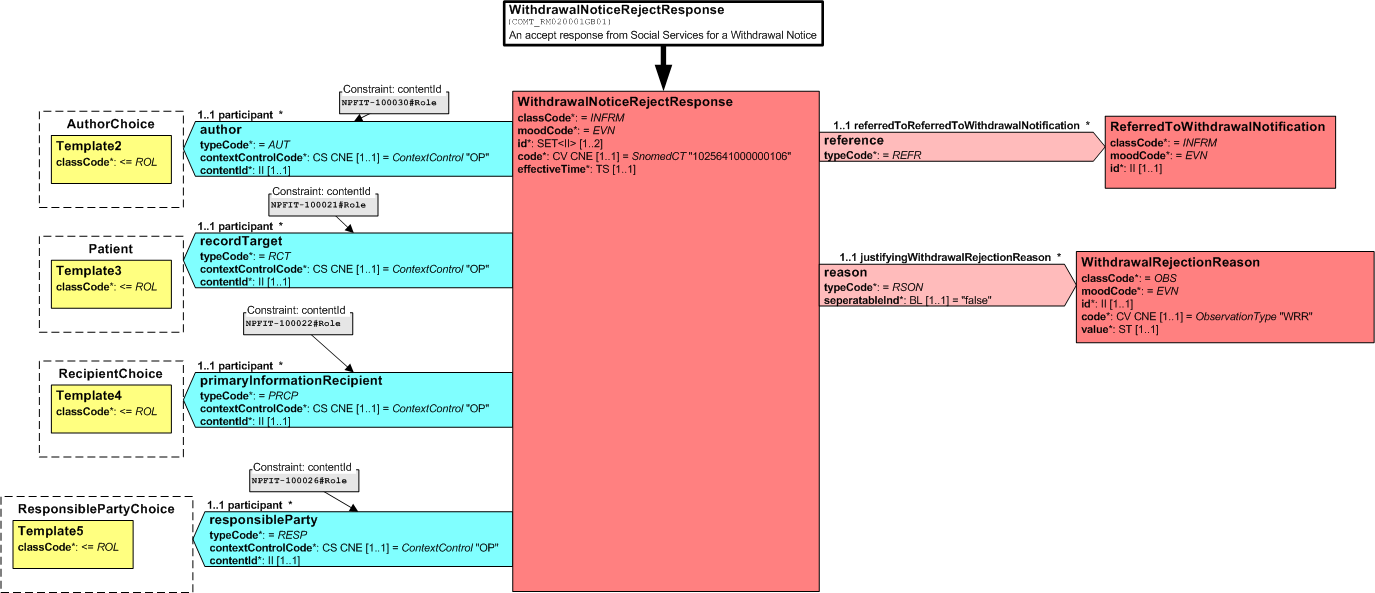 WithdrawalNoticeRejectResponse
(COMT_RM020001GB01)
An accept response from Social Services for a Withdrawal Notice
Constraint: contentId
NPFIT-100030#Role
AuthorChoice
Template2
classCode*: <= ROL
1..1 participant *
author
typeCode*: = AUT
contextControlCode*: CS CNE [1..1] = ContextControl "OP"
contentId*: II [1..1]
Constraint: contentId
NPFIT-100021#Role
Patient
Template3
classCode*: <= ROL
1..1 participant *
recordTarget
typeCode*: = RCT
contextControlCode*: CS CNE [1..1] = ContextControl "OP"
contentId*: II [1..1]
Constraint: contentId
NPFIT-100022#Role
RecipientChoice
Template4
classCode*: <= ROL
1..1 participant *
primaryInformationRecipient
typeCode*: = PRCP
contextControlCode*: CS CNE [1..1] = ContextControl "OP"
contentId*: II [1..1]
Constraint: contentId
NPFIT-100026#Role
ResponsiblePartyChoice
Template5
classCode*: <= ROL
1..1 participant *
responsibleParty
typeCode*: = RESP
contextControlCode*: CS CNE [1..1] = ContextControl "OP"
contentId*: II [1..1]
WithdrawalNoticeRejectResponse
classCode*: = INFRM
moodCode*: = EVN
id*: SET<II> [1..2]
code*: CV CNE [1..1] = SnomedCT "1025641000000106"
effectiveTime*: TS [1..1]
1..1 referredToReferredToWithdrawalNotification *
reference
typeCode*: = REFR
ReferredToWithdrawalNotification
classCode*: = INFRM
moodCode*: = EVN
id*: II [1..1]
1..1 justifyingWithdrawalRejectionReason *
reason
typeCode*: = RSON
seperatableInd*: BL [1..1] = "false"
WithdrawalRejectionReason
classCode*: = OBS
moodCode*: = EVN
id*: II [1..1]
code*: CV CNE [1..1] = ObservationType "WRR"
value*: ST [1..1]